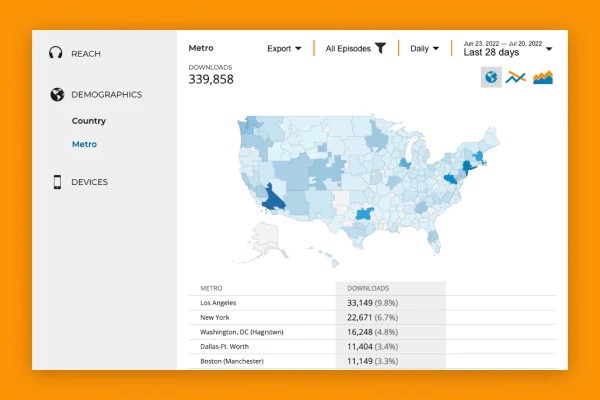 REACH
DEMOGRAPHICS
Country
Metro
DEVICES
Metro
Export
All Episodes
Daily
Jun 23, 2022 — Jul 20, 2022
Last 28 days
DOWNLOADS
339,858
METRO DOWNLOADS
Los Angeles 33,149 (9.8%)
New York 22,671 (6.7%)
Washington, DC (Hagrstwn) 16,248 (4.8%)
Dallas-Ft. Worth 11,404 (3.4%)
Boston (Manchester) 11,149 (3.3%)